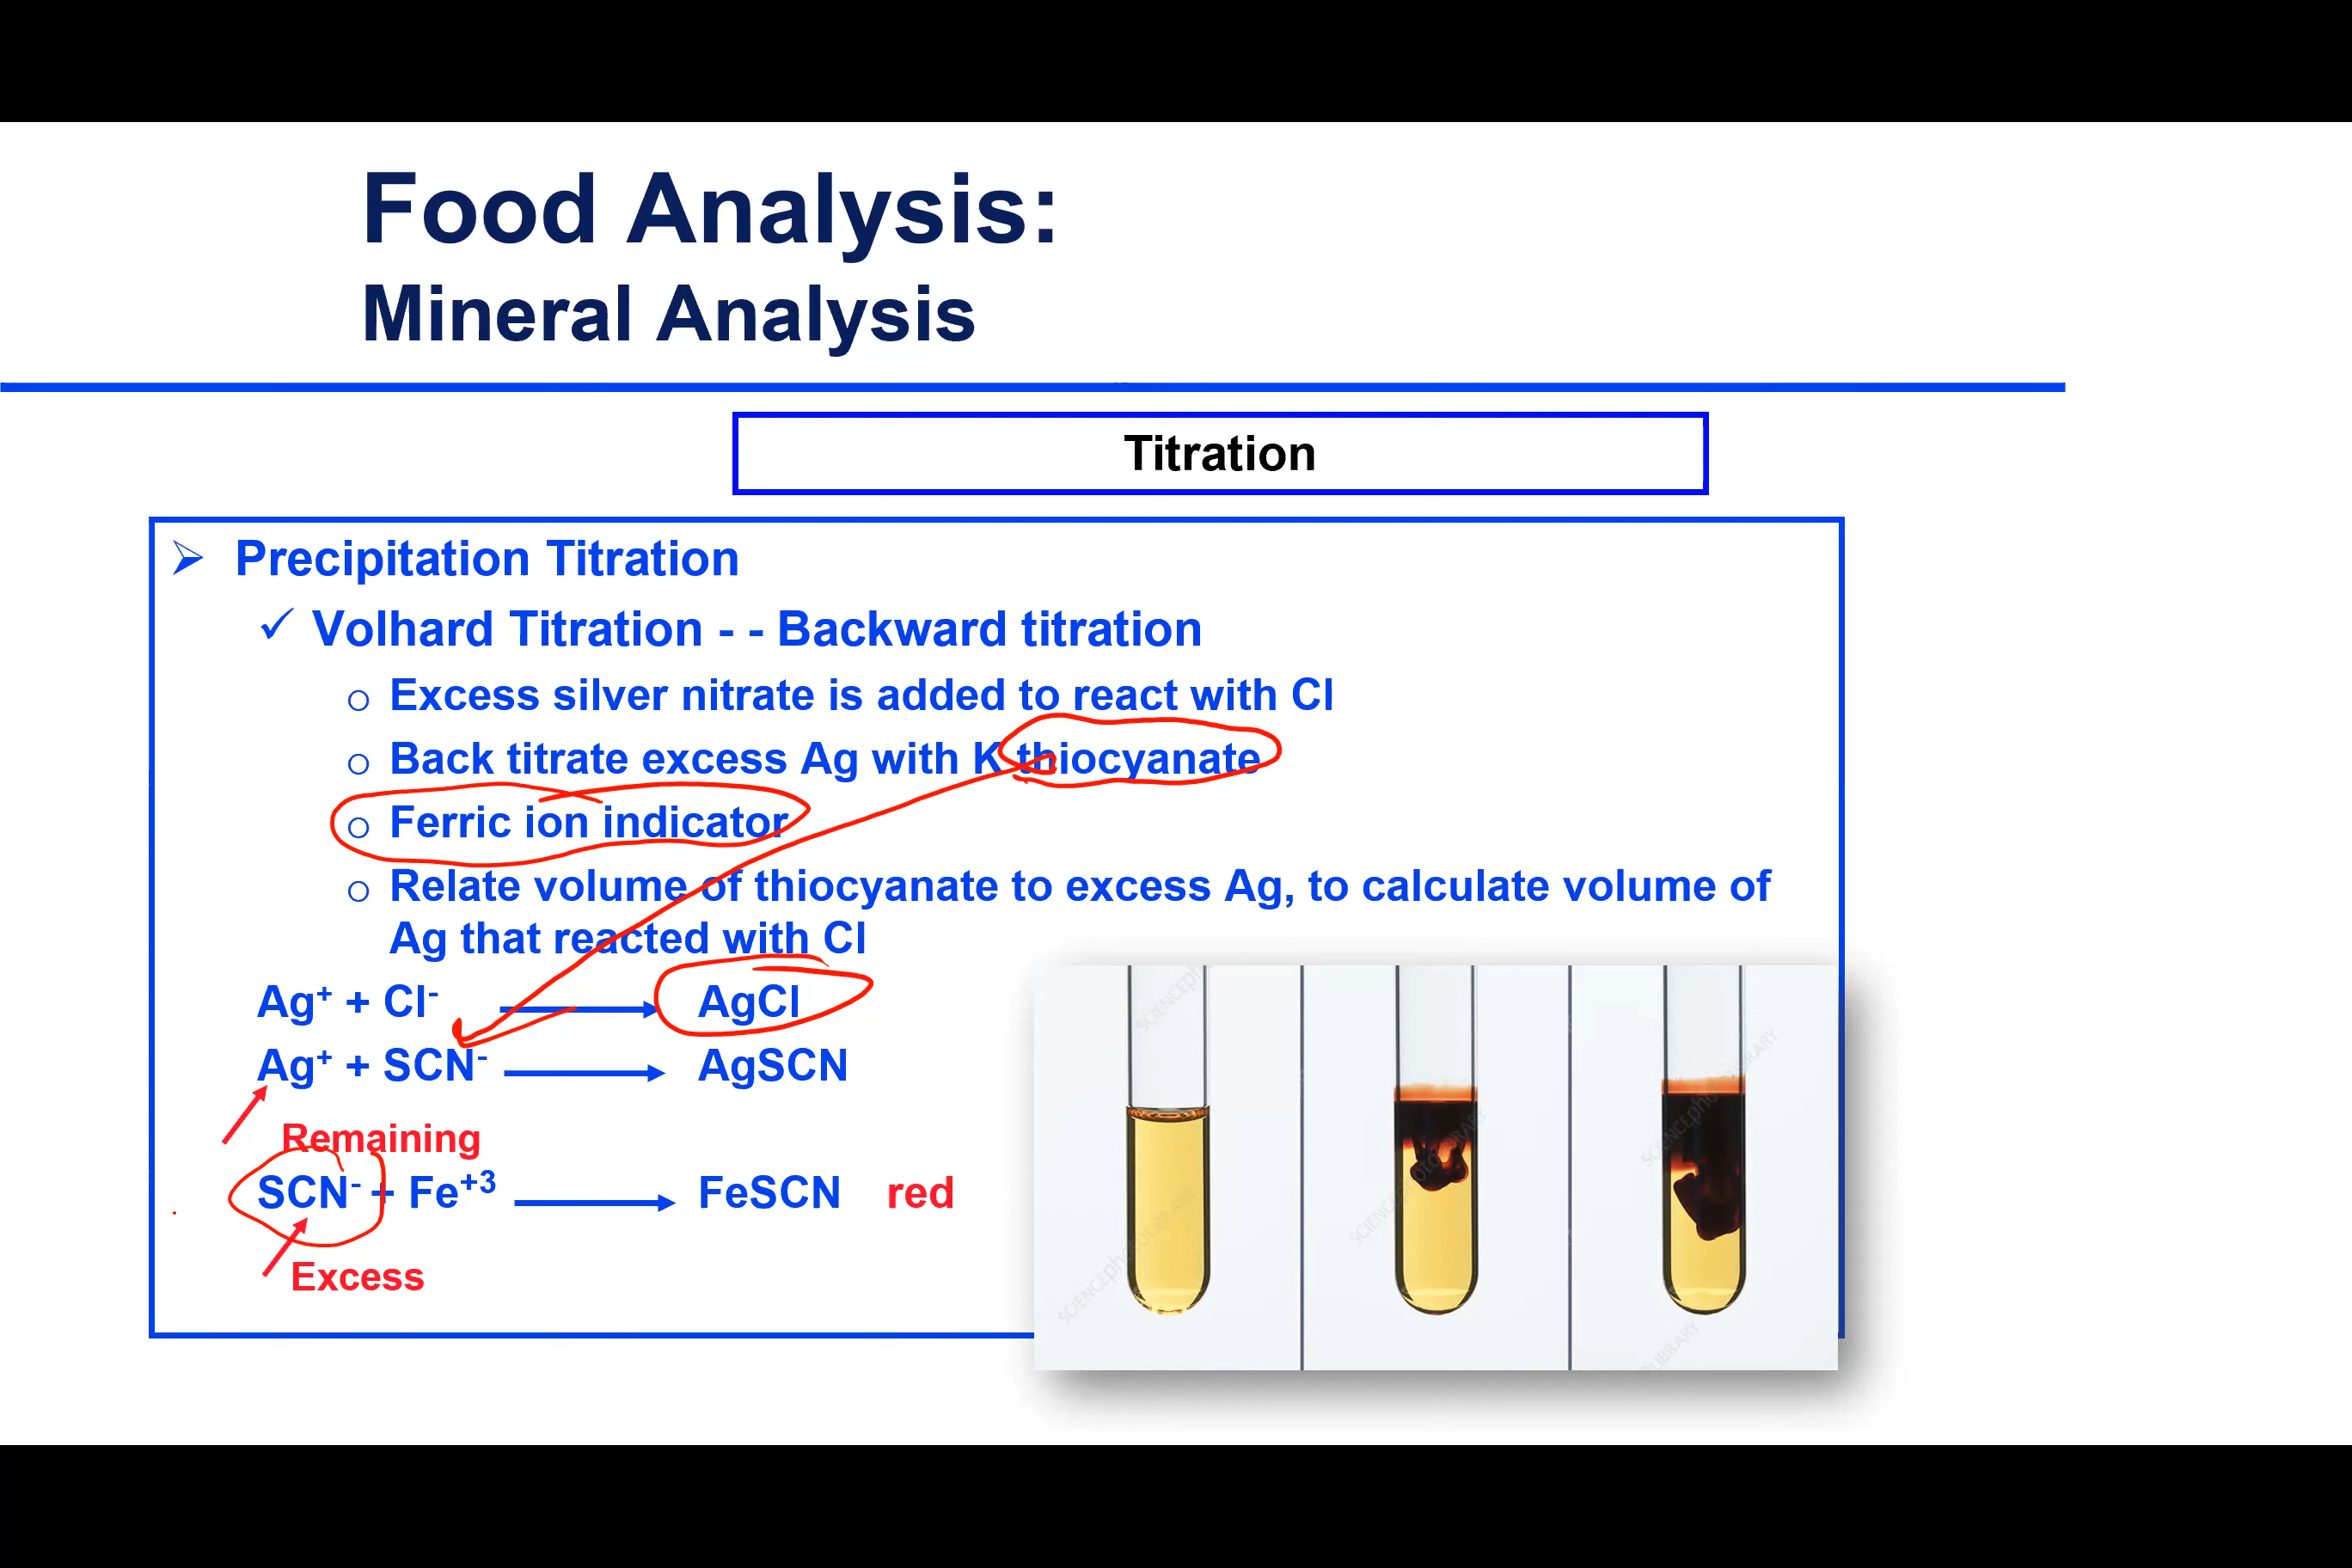 Food Analysis:
Mineral Analysis
Titration
➢ Precipitation Titration
✓ Volhard Titration - - Backward titration
o Excess silver nitrate is added to react with Cl
o Back titrate excess Ag with K thiocyanate
o Ferric ion indicator
o Relate volume of thiocyanate to excess Ag, to calculate volume of
Ag that reacted with Cl
Ag⁺ + Cl⁻ ⟶ AgCl
Ag⁺ + SCN⁻ ⟶ AgSCN
Remaining
SCN⁻ + Fe⁺³ ⟶ FeSCN red
Excess